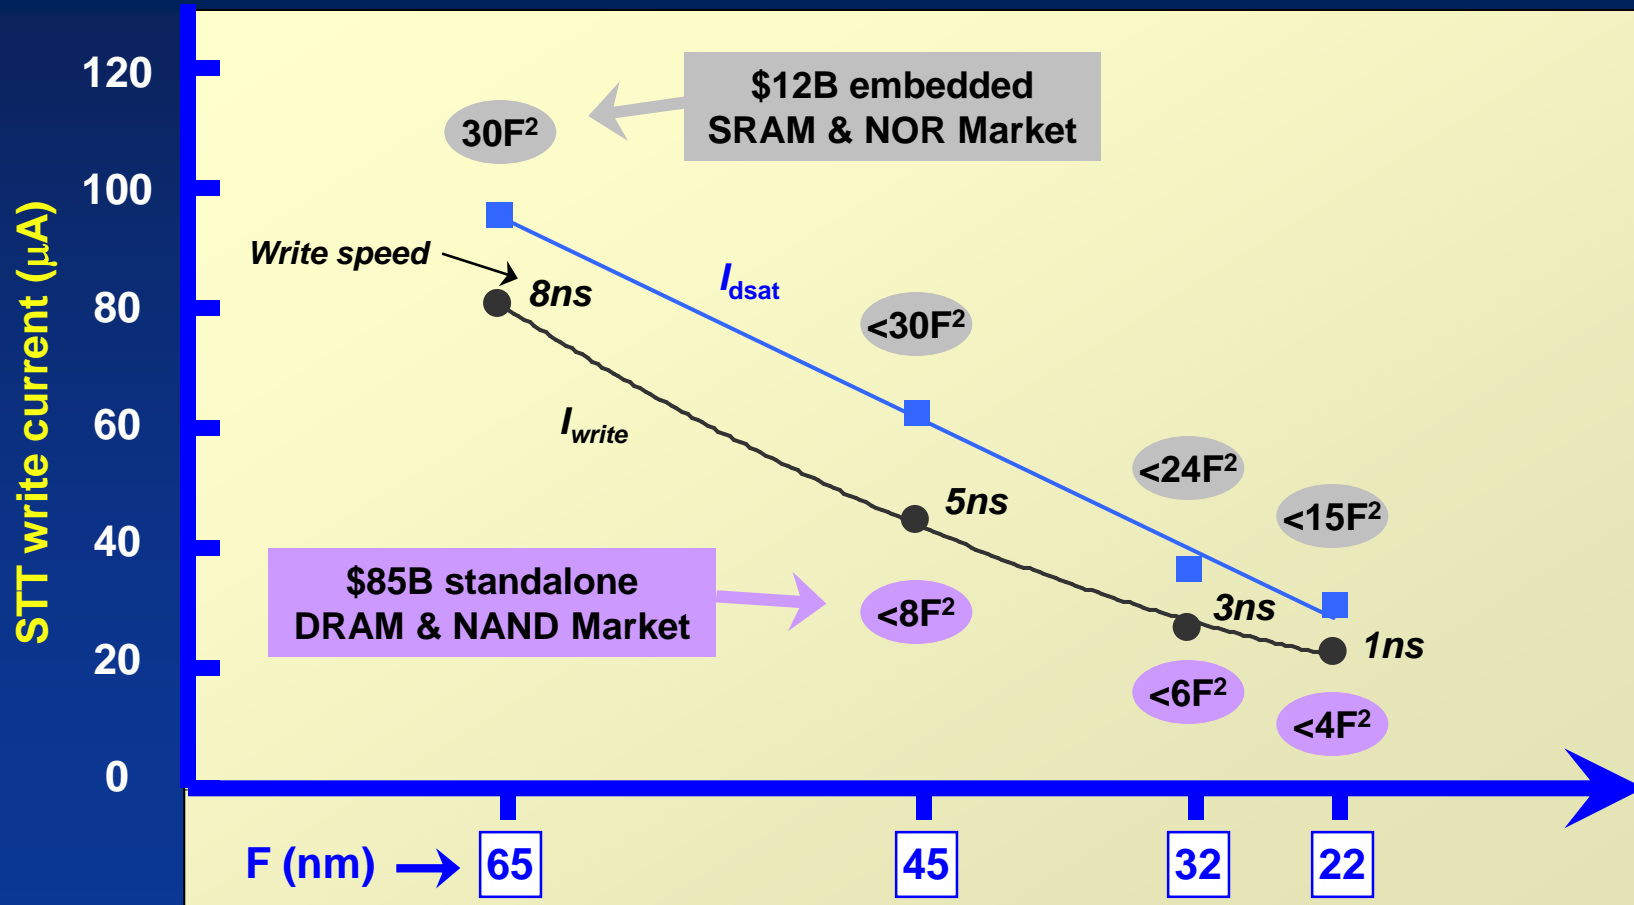 120
100
80
60
40
20
0
STT write current (µA)
$12B embedded
SRAM & NOR Market
30F²
Write speed
8ns
I_dsat
<30F²
I_write
<24F²
5ns
<15F²
$85B standalone
DRAM & NAND Market
<8F²
3ns
1ns
<6F²
<4F²
F (nm)
65
45
32
22